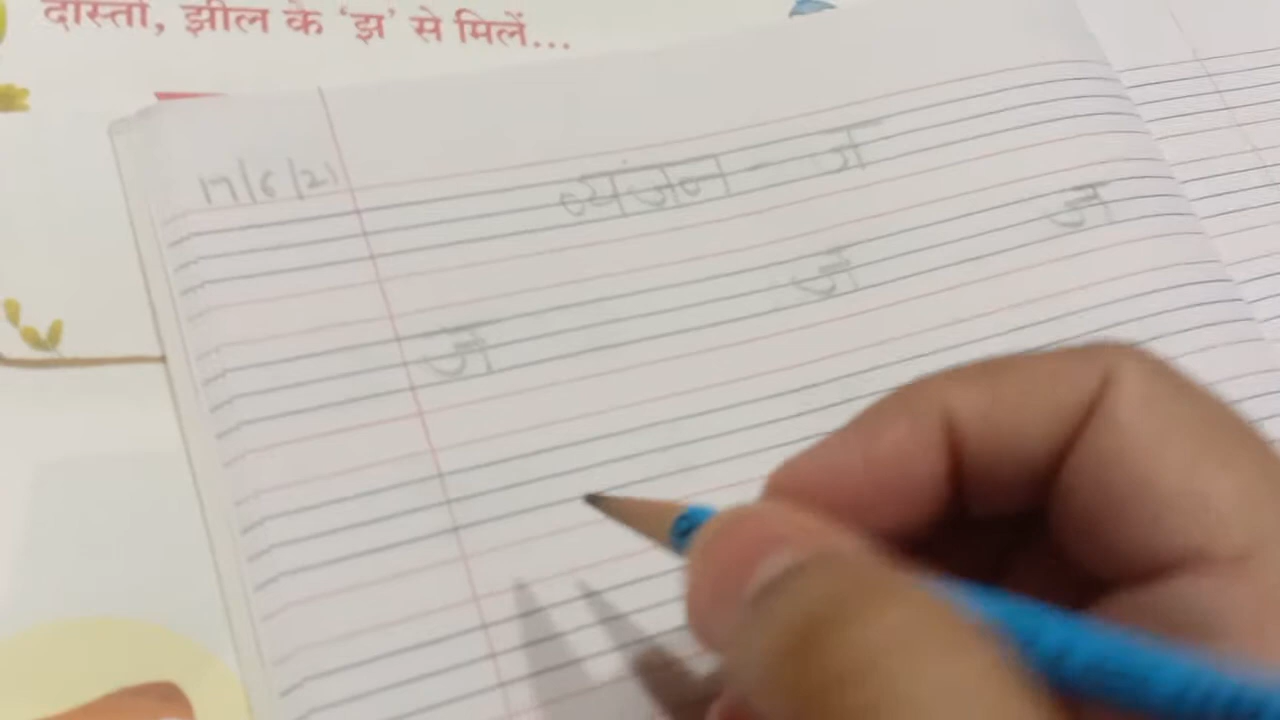 दोस्तों, झील के ‘झ’ से मिलें...
17/6/21
व्यंजन - ज
ज ज ज